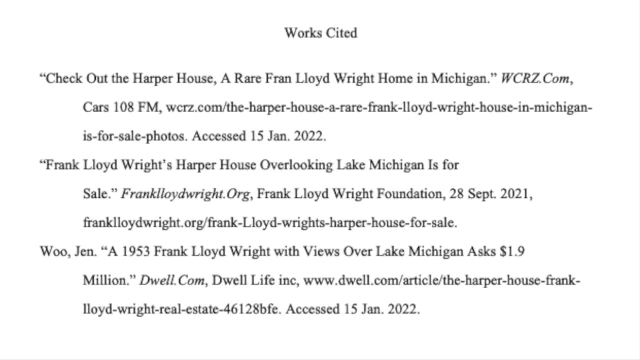 Works Cited
“Check Out the Harper House, A Rare Fran Lloyd Wright Home in Michigan.” WCRZ.Com,
Cars 108 FM, wcrz.com/the-harper-house-a-rare-frank-lloyd-wright-house-in-michigan-
is-for-sale-photos. Accessed 15 Jan. 2022.
“Frank Lloyd Wright’s Harper House Overlooking Lake Michigan Is for
Sale.” Franklloydwright.Org, Frank Lloyd Wright Foundation, 28 Sept. 2021,
franklloydwright.org/frank-Lloyd-wrights-harper-house-for-sale.
Woo, Jen. “A 1953 Frank Lloyd Wright with Views Over Lake Michigan Asks $1.9
Million.” Dwell.Com, Dwell Life inc, www.dwell.com/article/the-harper-house-frank-
lloyd-wright-real-estate-46128bfe. Accessed 15 Jan. 2022.